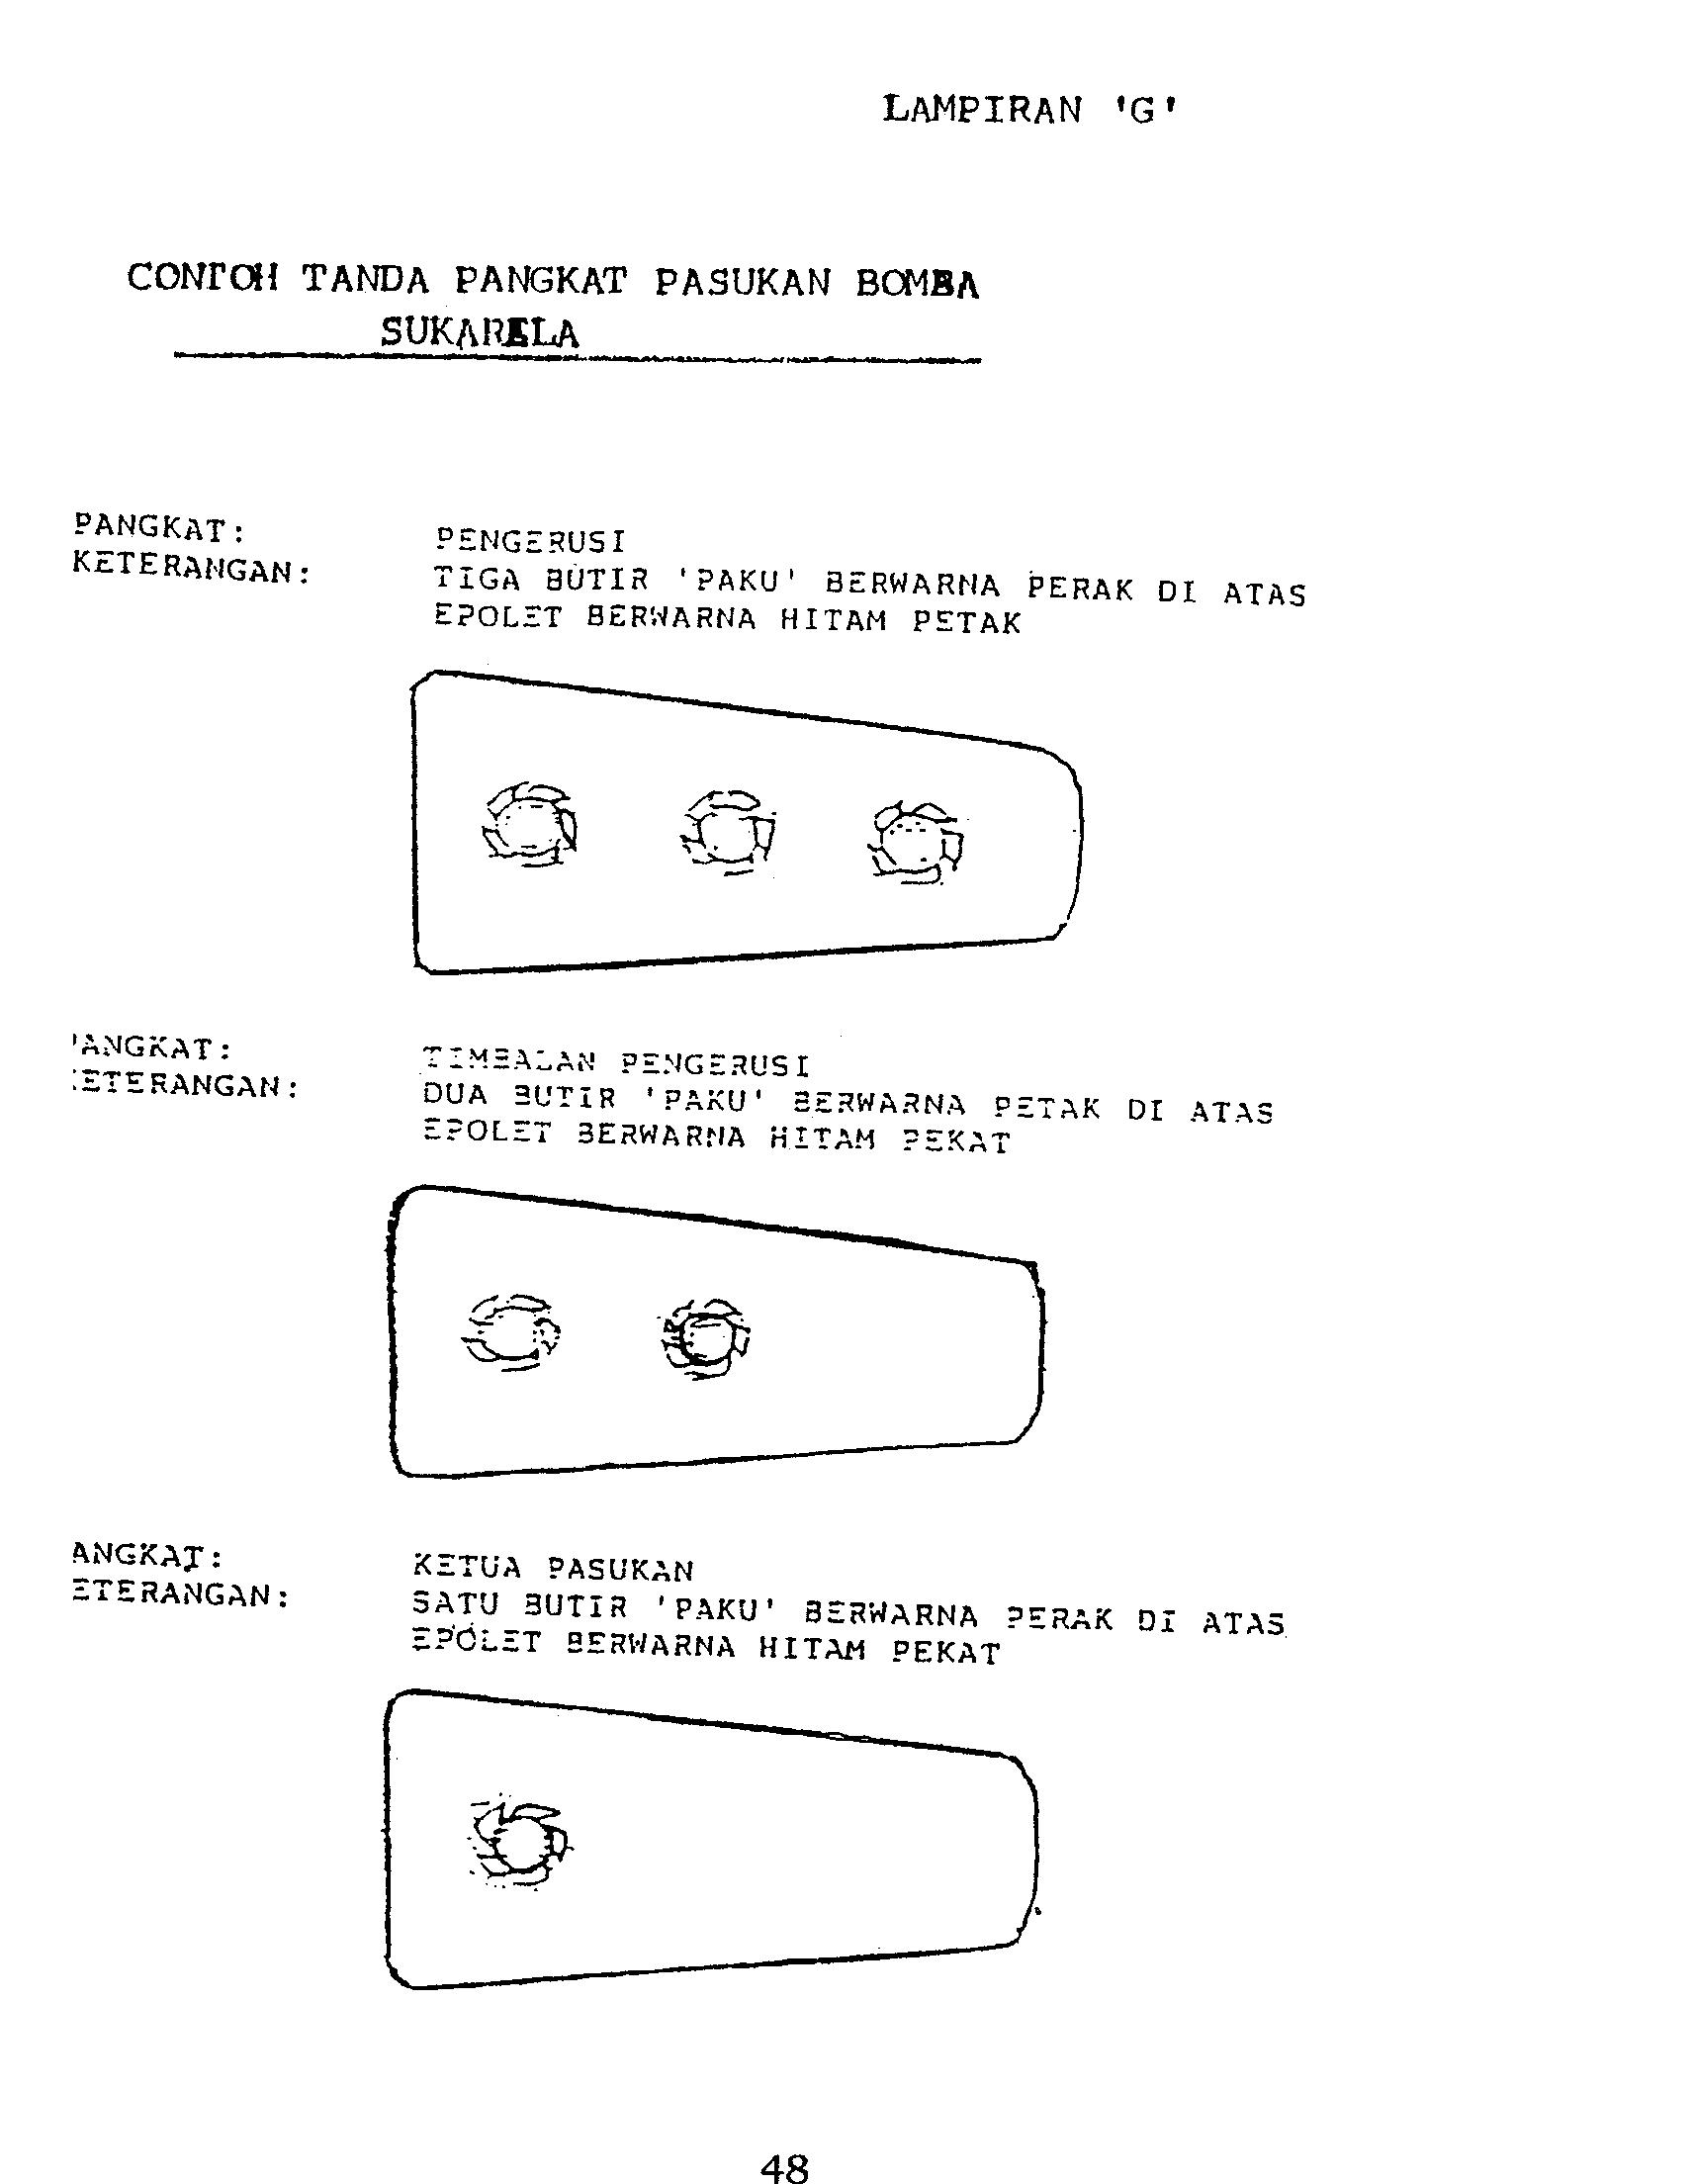 LAMPIRAN 'G'
CONTOH TANDA PANGKAT PASUKAN BOMBA
SUKARELA
PANGKAT: PENGERUSI
KETERANGAN: TIGA BUTIR 'PAKU' BERWARNA PERAK DI ATAS
EPOLET BERWARNA HITAM PETAK
'ANGKAT: TIMBALAN PENGERUSI
:ETERANGAN: DUA BUTIR 'PAKU' BERWARNA PETAK DI ATAS
EPOLET BERWARNA HITAM PEKAT
ANGKAT: KETUA PASUKAN
ETERANGAN: SATU BUTIR 'PAKU' BERWARNA PERAK DI ATAS
EPOLET BERWARNA HITAM PEKAT
48